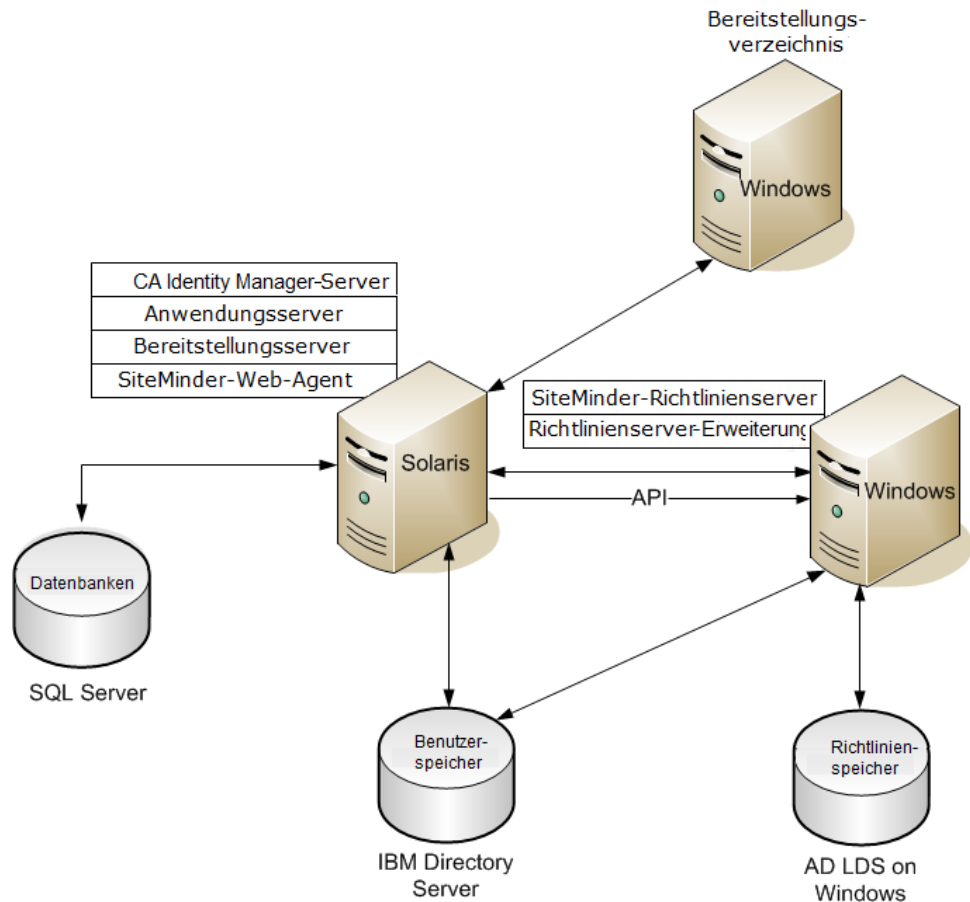 Bereitstellungs-
verzeichnis
Windows
CA Identity Manager-Server
Anwendungsserver
Bereitstellungsserver
SiteMinder-Web-Agent
SiteMinder-Richtlinienserver
Richtlinienserver-Erweiterung
Solaris
Windows
API
Datenbanken
SQL Server
Benutzer-
speicher
IBM Directory
Server
Richtlinien-
speicher
AD LDS on
Windows